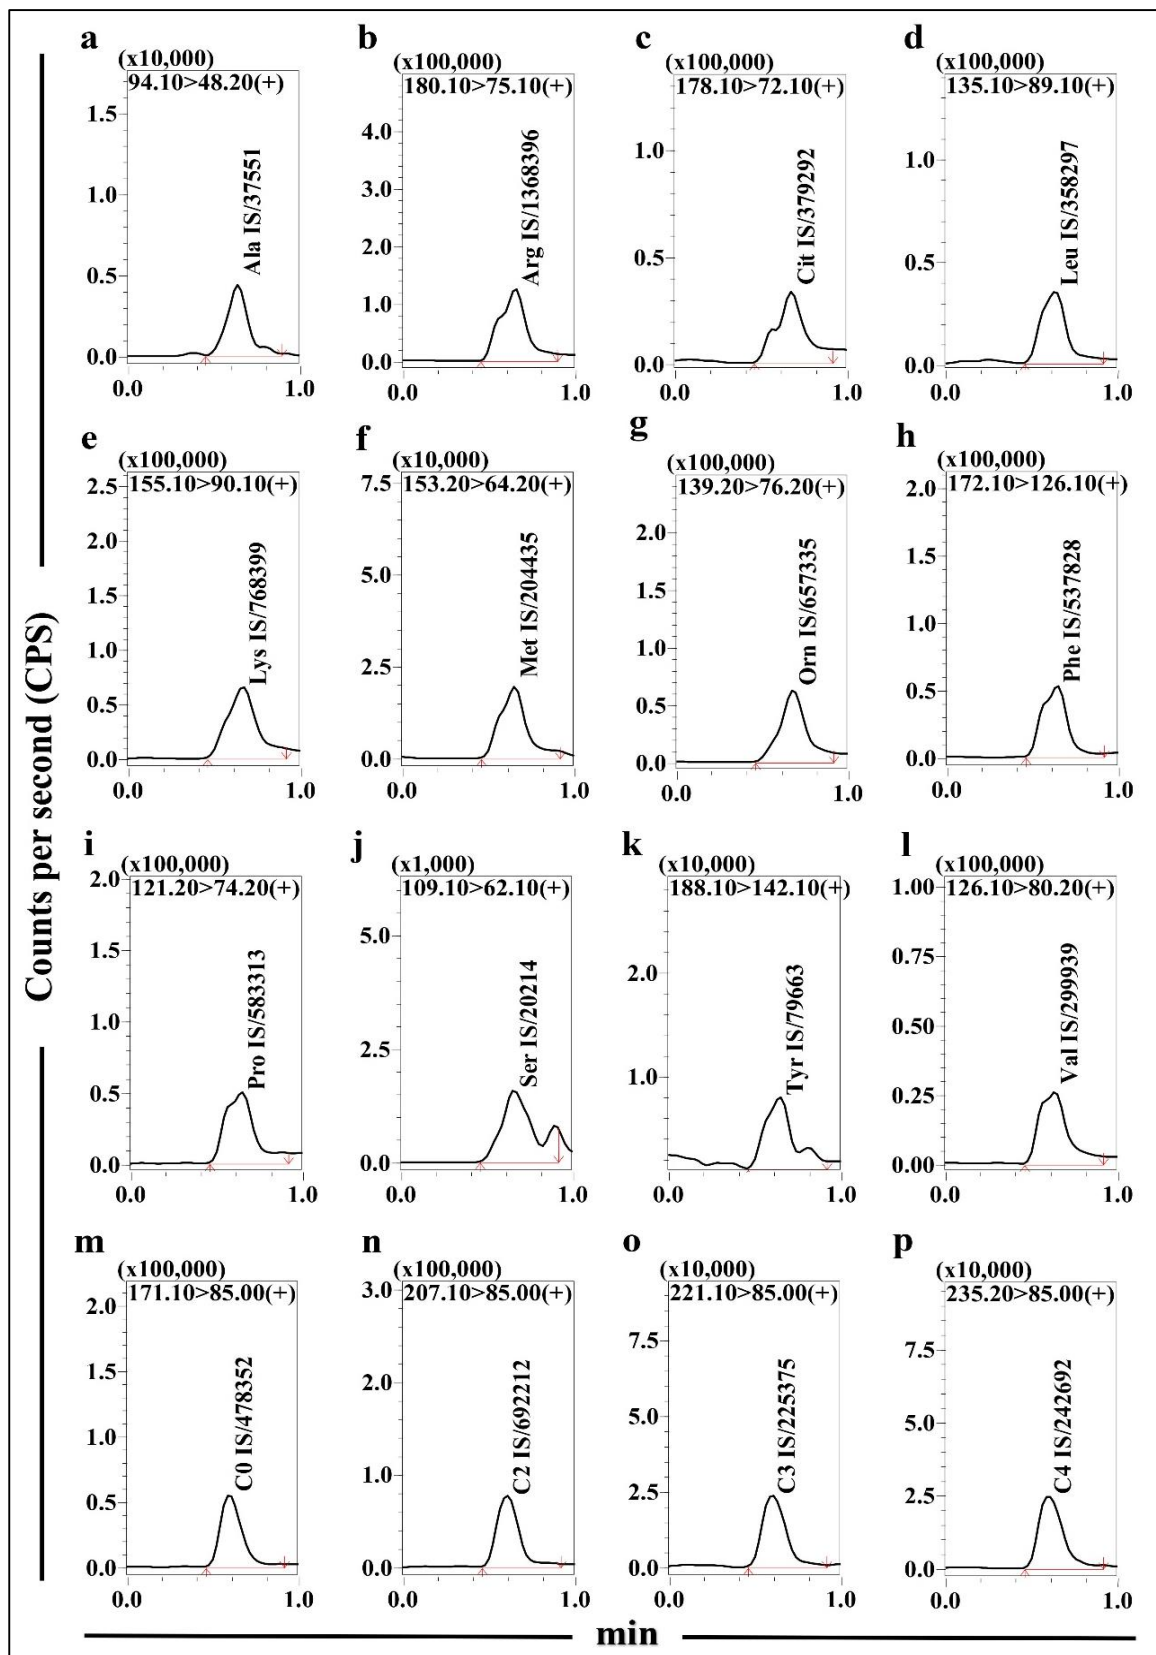 Counts per second (CPS)
a
(x10,000)
94.10>48.20(+)
1.5
1.0
0.5
0.0
Ala IS/37551
0.0
1.0
b
(x100,000)
180.10>75.10(+)
4.0
3.0
2.0
1.0
0.0
Arg IS/1368396
0.0
1.0
c
(x100,000)
178.10>72.10(+)
1.0
0.5
0.0
Cit IS/379292
0.0
1.0
d
(x100,000)
135.10>89.10(+)
1.0
0.5
0.0
Leu IS/358297
0.0
1.0
e
(x100,000)
155.10>90.10(+)
2.5
2.0
1.5
1.0
0.5
0.0
Lys IS/768399
0.0
1.0
f
(x10,000)
153.20>64.20(+)
7.5
5.0
2.5
0.0
Met IS/204435
0.0
1.0
g
(x100,000)
139.20>76.20(+)
2.0
1.5
1.0
0.5
0.0
Orn IS/657335
0.0
1.0
h
(x100,000)
172.10>126.10(+)
2.0
1.5
1.0
0.5
0.0
Phe IS/537828
0.0
1.0
i
(x100,000)
121.20>74.20(+)
2.0
1.5
1.0
0.5
0.0
Pro IS/583313
0.0
1.0
j
(x1,000)
109.10>62.10(+)
5.0
2.5
0.0
Ser IS/20214
0.0
1.0
k
(x10,000)
188.10>142.10(+)
2.0
1.0
Tyr IS/79663
0.0
1.0
l
(x100,000)
126.10>80.20(+)
1.00
0.75
0.50
0.25
0.00
Val IS/299939
0.0
1.0
m
(x100,000)
171.10>85.00(+)
2.0
1.5
1.0
0.5
0.0
C0 IS/478352
0.0
1.0
n
(x100,000)
207.10>85.00(+)
3.0
2.0
1.0
0.0
C2 IS/692212
0.0
1.0
o
(x10,000)
221.10>85.00(+)
7.5
5.0
2.5
0.0
C3 IS/225375
0.0
1.0
p
(x10,000)
235.20>85.00(+)
7.5
5.0
2.5
0.0
C4 IS/242692
0.0
1.0
min